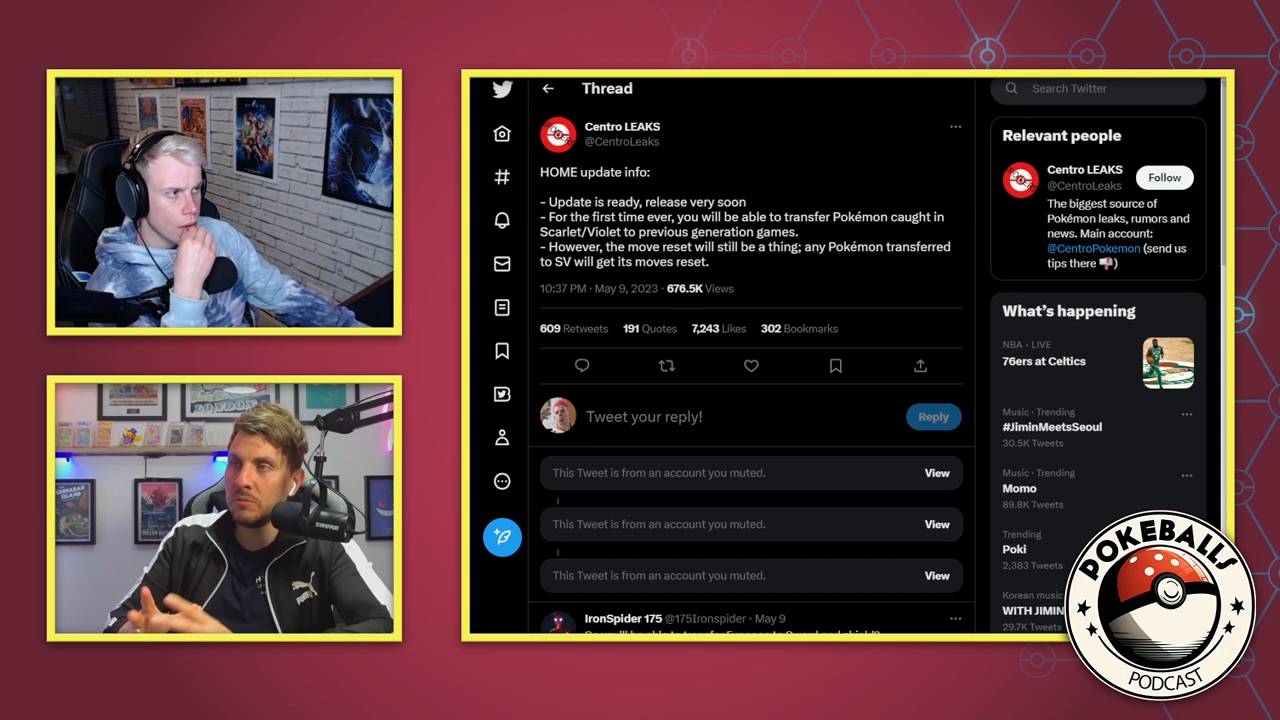 Thread
Search Twitter
Centro LEAKS
@CentroLeaks
HOME update info:
- Update is ready, release very soon
- For the first time ever, you will be able to transfer Pokémon caught in
Scarlet/Violet to previous generation games.
- However, the move reset will still be a thing; any Pokémon transferred
to SV will get its moves reset.
10:37 PM · May 9, 2023 · 676.5K Views
609 Retweets 191 Quotes 7,243 Likes 302 Bookmarks
Tweet your reply!
Reply
This Tweet is from an account you muted.
View
This Tweet is from an account you muted.
View
This Tweet is from an account you muted.
View
IronSpider 175 @175Ironspider · May 9
Relevant people
Centro LEAKS
@CentroLeaks
Follow
The biggest source of
Pokémon leaks, rumors and
news. Main account:
@CentroPokemon (send us
tips there
)
What's happening
NBA · LIVE
76ers at Celtics
Music · Trending
#JiminMeetsSeoul
30.5K Tweets
Music · Trending
Momo
89.8K Tweets
Trending
Poki
2,383 Tweets
Korean music
WITH JIMIN
29.7K Tweets
SHURE
POKEBALLS
PODCAST